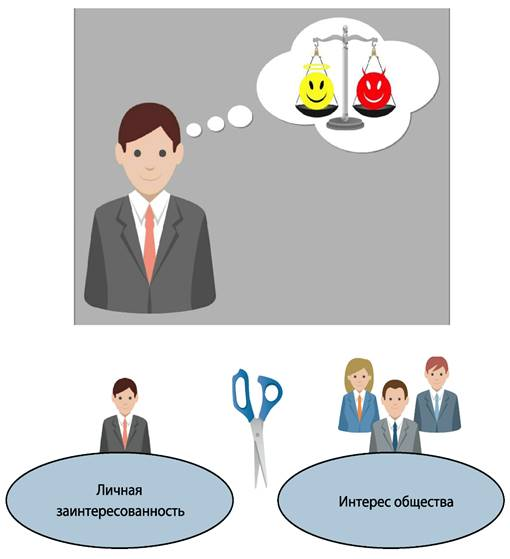 Личная
заинтересованность
Интерес общества